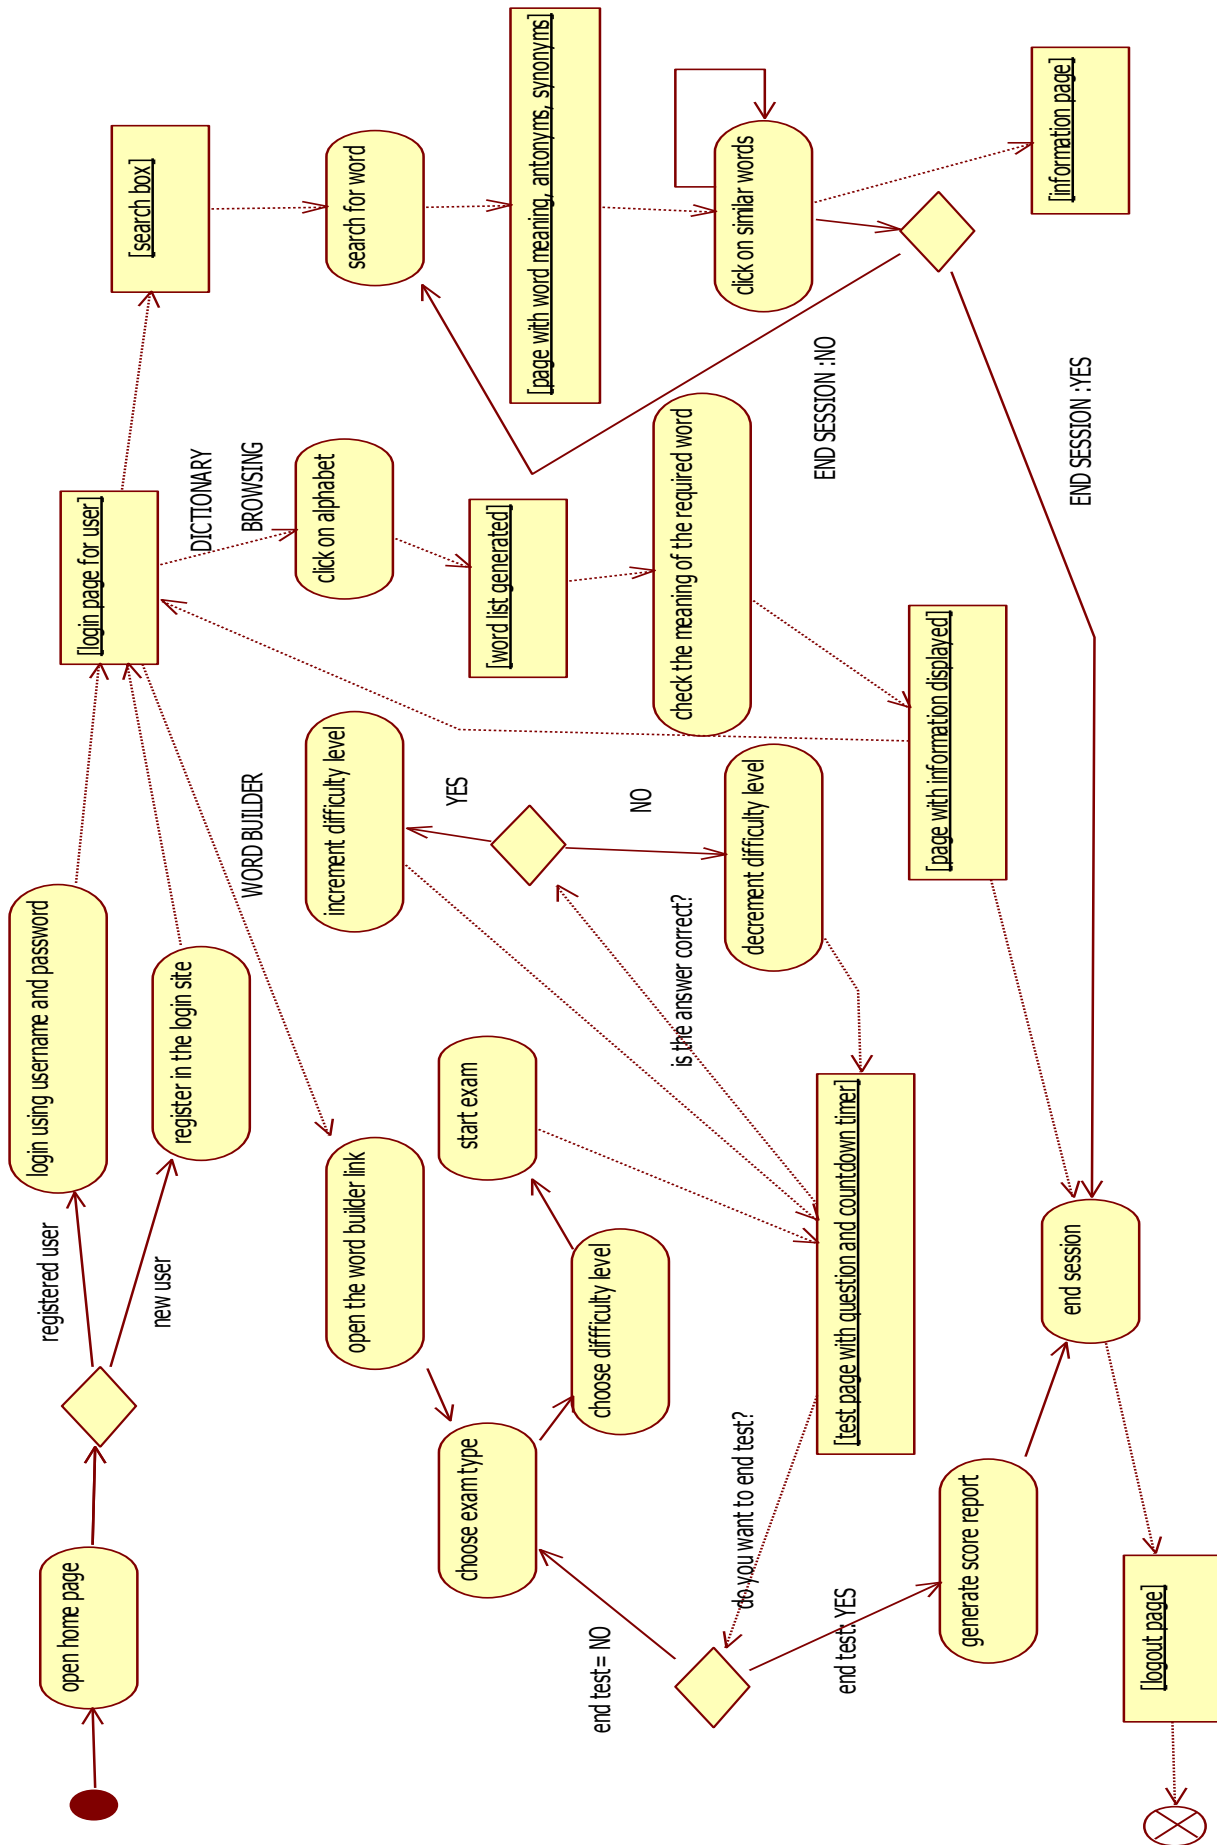 open home page
registered user
new user
login using username and password
register in the login site
[login page for user]
[search box]
DICTIONARY
BROWSING
WORD BUILDER
search for word
click on alphabet
increment difficulty level
open the word builder link
[page with word meaning, antonyms, synonyms]
[word list generated]
YES
start exam
choose exam type
click on similar words
check the meaning of the required word
NO
is the answer correct?
choose diffficulty level
end test = NO
decrement difficulty level
do you want to end test?
END SESSION :NO
[test page with question and countdown timer]
end test: YES
[information page]
[page with information displayed]
generate score report
END SESSION :YES
end session
[logout page]